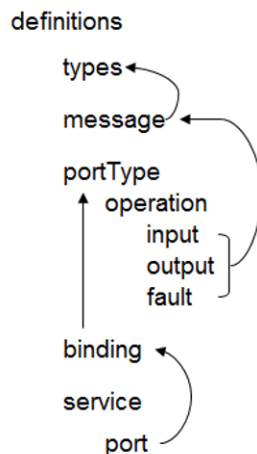 definitions
types
message
portType
operation
input
output
fault
binding
service
port